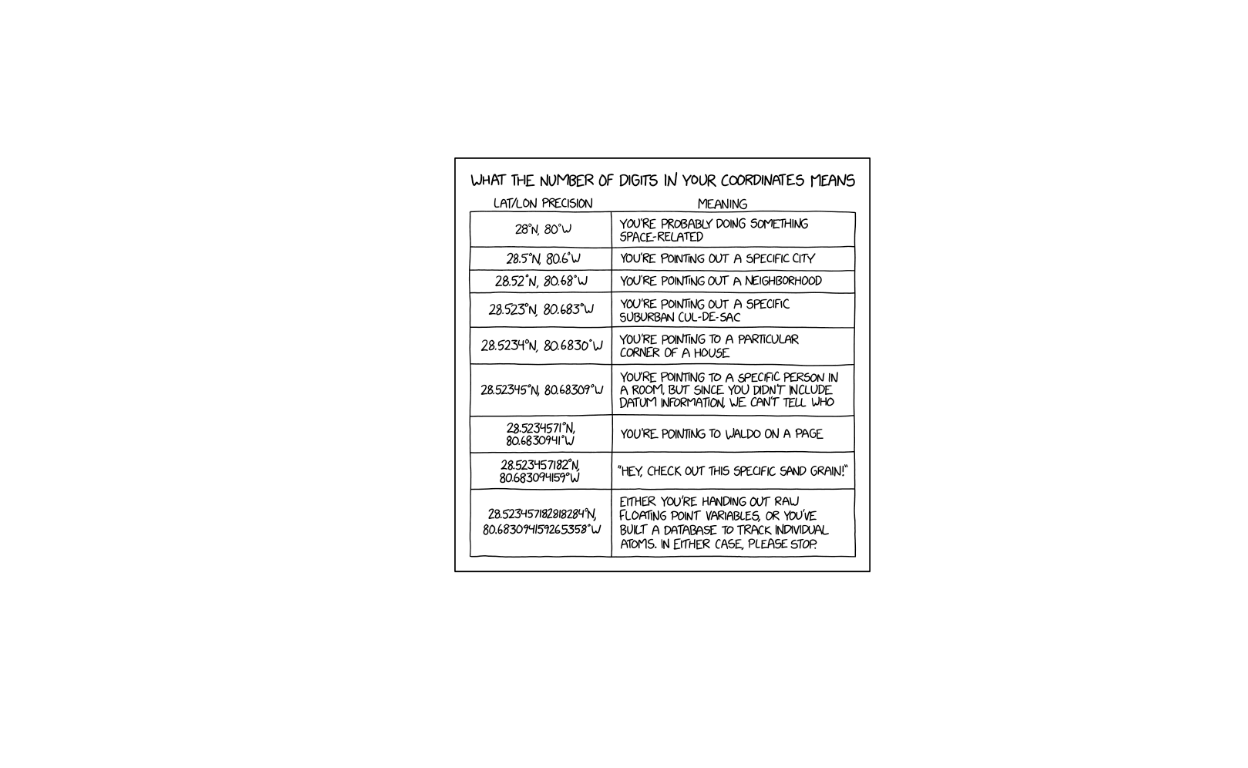 WHAT THE NUMBER OF DIGITS IN YOUR COORDINATES MEANS
LAT/LON PRECISION
MEANING
28°N, 80°W
YOU'RE PROBABLY DOING SOMETHING
SPACE-RELATED
28.5°N, 80.6°W
YOU'RE POINTING OUT A SPECIFIC CITY
28.52°N, 80.68°W
YOU'RE POINTING OUT A NEIGHBORHOOD
28.523°N, 80.683°W
YOU'RE POINTING OUT A SPECIFIC
SUBURBAN CUL-DE-SAC
28.5234°N, 80.6830°W
YOU'RE POINTING TO A PARTICULAR
CORNER OF A HOUSE
28.52345°N, 80.68309°W
YOU'RE POINTING TO A SPECIFIC PERSON IN
A ROOM, BUT SINCE YOU DIDN'T INCLUDE
DATUM INFORMATION, WE CAN'T TELL WHO
28.5234571°N,
80.6830941°W
YOU'RE POINTING TO WALDO ON A PAGE
28.523457182°N,
80.683094159°W
"HEY, CHECK OUT THIS SPECIFIC SAND GRAIN!"
28.523457182818284°N,
80.683094159265358°W
EITHER YOU'RE HANDING OUT RAW
FLOATING POINT VARIABLES, OR YOU'VE
BUILT A DATABASE TO TRACK INDIVIDUAL
ATOMS. IN EITHER CASE, PLEASE STOP.